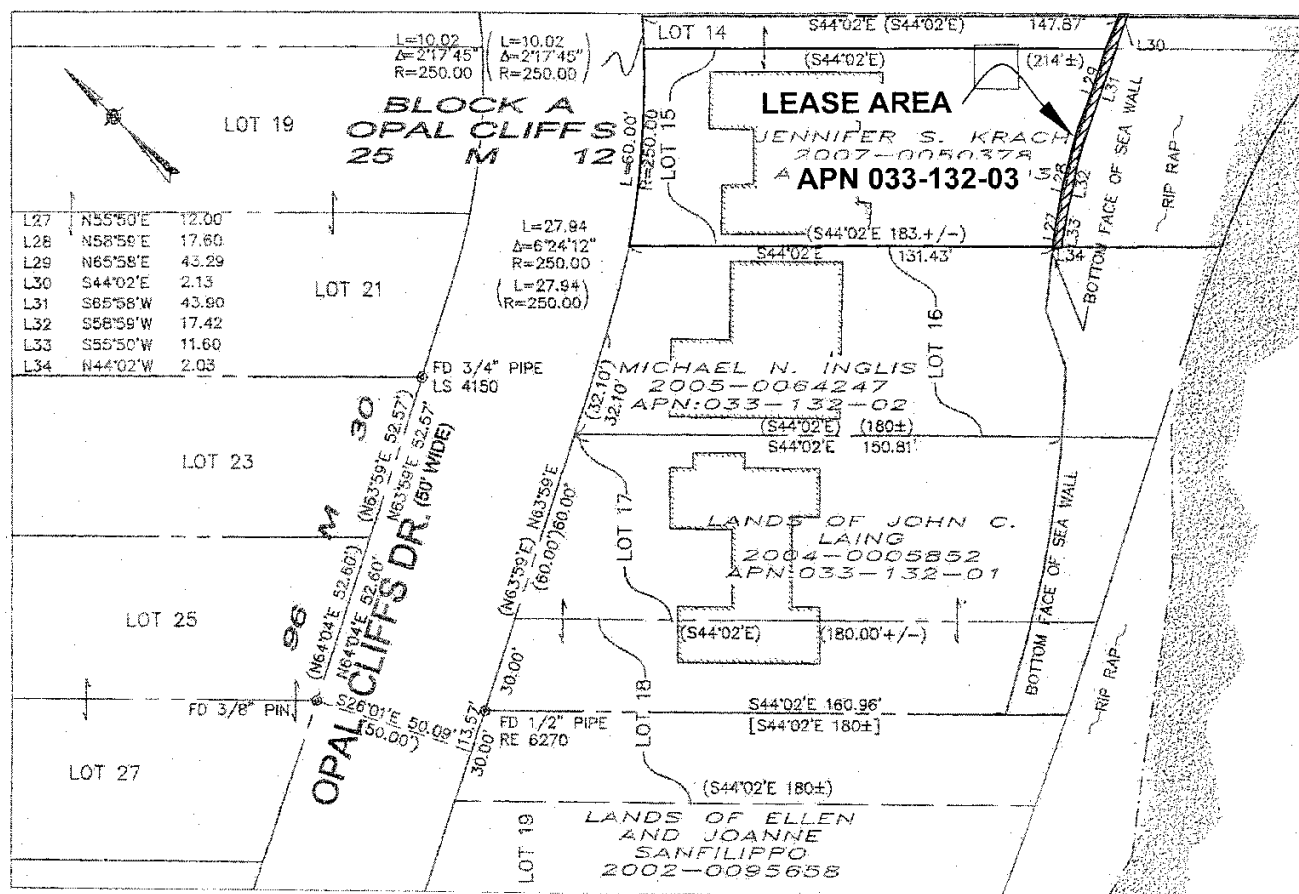 L=10.02
Δ=2°17'45"
R=250.00
(L=10.02
Δ=2°17'45"
R=250.00)
LOT 14
S44°02'E (S44°02'E)
147.87'
L30
(S44°02'E)
(214'±)
BLOCK A
OPAL CLIFFS
25 M 12
LOT 19
L=60.00'
R=250.00
LOT 15
LEASE AREA
JENNIFER S. KRACH
2007-0050378
APN 033-132-03
L29
L31
L28
L32
L27
L33
L34
BOTTOM FACE OF SEA WALL
RIP RAP
(S44°02'E 183.+/-)
S44°02'E
131.43'
L27 N55°50'E 12.00
L28 N58°59'E 17.60
L29 N65°58'E 43.29
L30 S44°02'E 2.13
L31 S65°58'W 43.90
L32 S58°59'W 17.42
L33 S55°50'W 11.60
L34 N44°02'W 2.03
L=27.94
Δ=6°24'12"
R=250.00
(L=27.94)
(R=250.00)
LOT 21
LOT 16
FD 3/4" PIPE
LS 4150
(32.10')
32.10'
MICHAEL N. INGLIS
2005-0064247
APN:033-132-02
(S44°02'E) (180±)
S44°02'E 150.81'
LOT 23
30
M
96
(N63°59'E 52.57')
N63°59'E 52.57'
(N64°04'E 52.60')
N64°04'E 52.60'
OPAL CLIFFS DR. (50' WIDE)
(N63°59'E) N63°59'E
(60.00')60.00'
LOT 17
LANDS OF JOHN C.
LAING
2004-0005852
APN:033-132-01
BOTTOM FACE OF SEA WALL
LOT 25
(S44°02'E) (180.00'+/-)
30.00'
FD 3/8" PIN
S26°01'E 50.09'
(50.00')
(13.57'
30.00'
FD 1/2" PIPE
RE 6270
LOT 18
S44°02'E 160.96'
[S44°02'E 180±]
RIP RAP
LOT 27
(S44°02'E 180±)
LOT 19
LANDS OF ELLEN
AND JOANNE
SANFILIPPO
2002-0095658